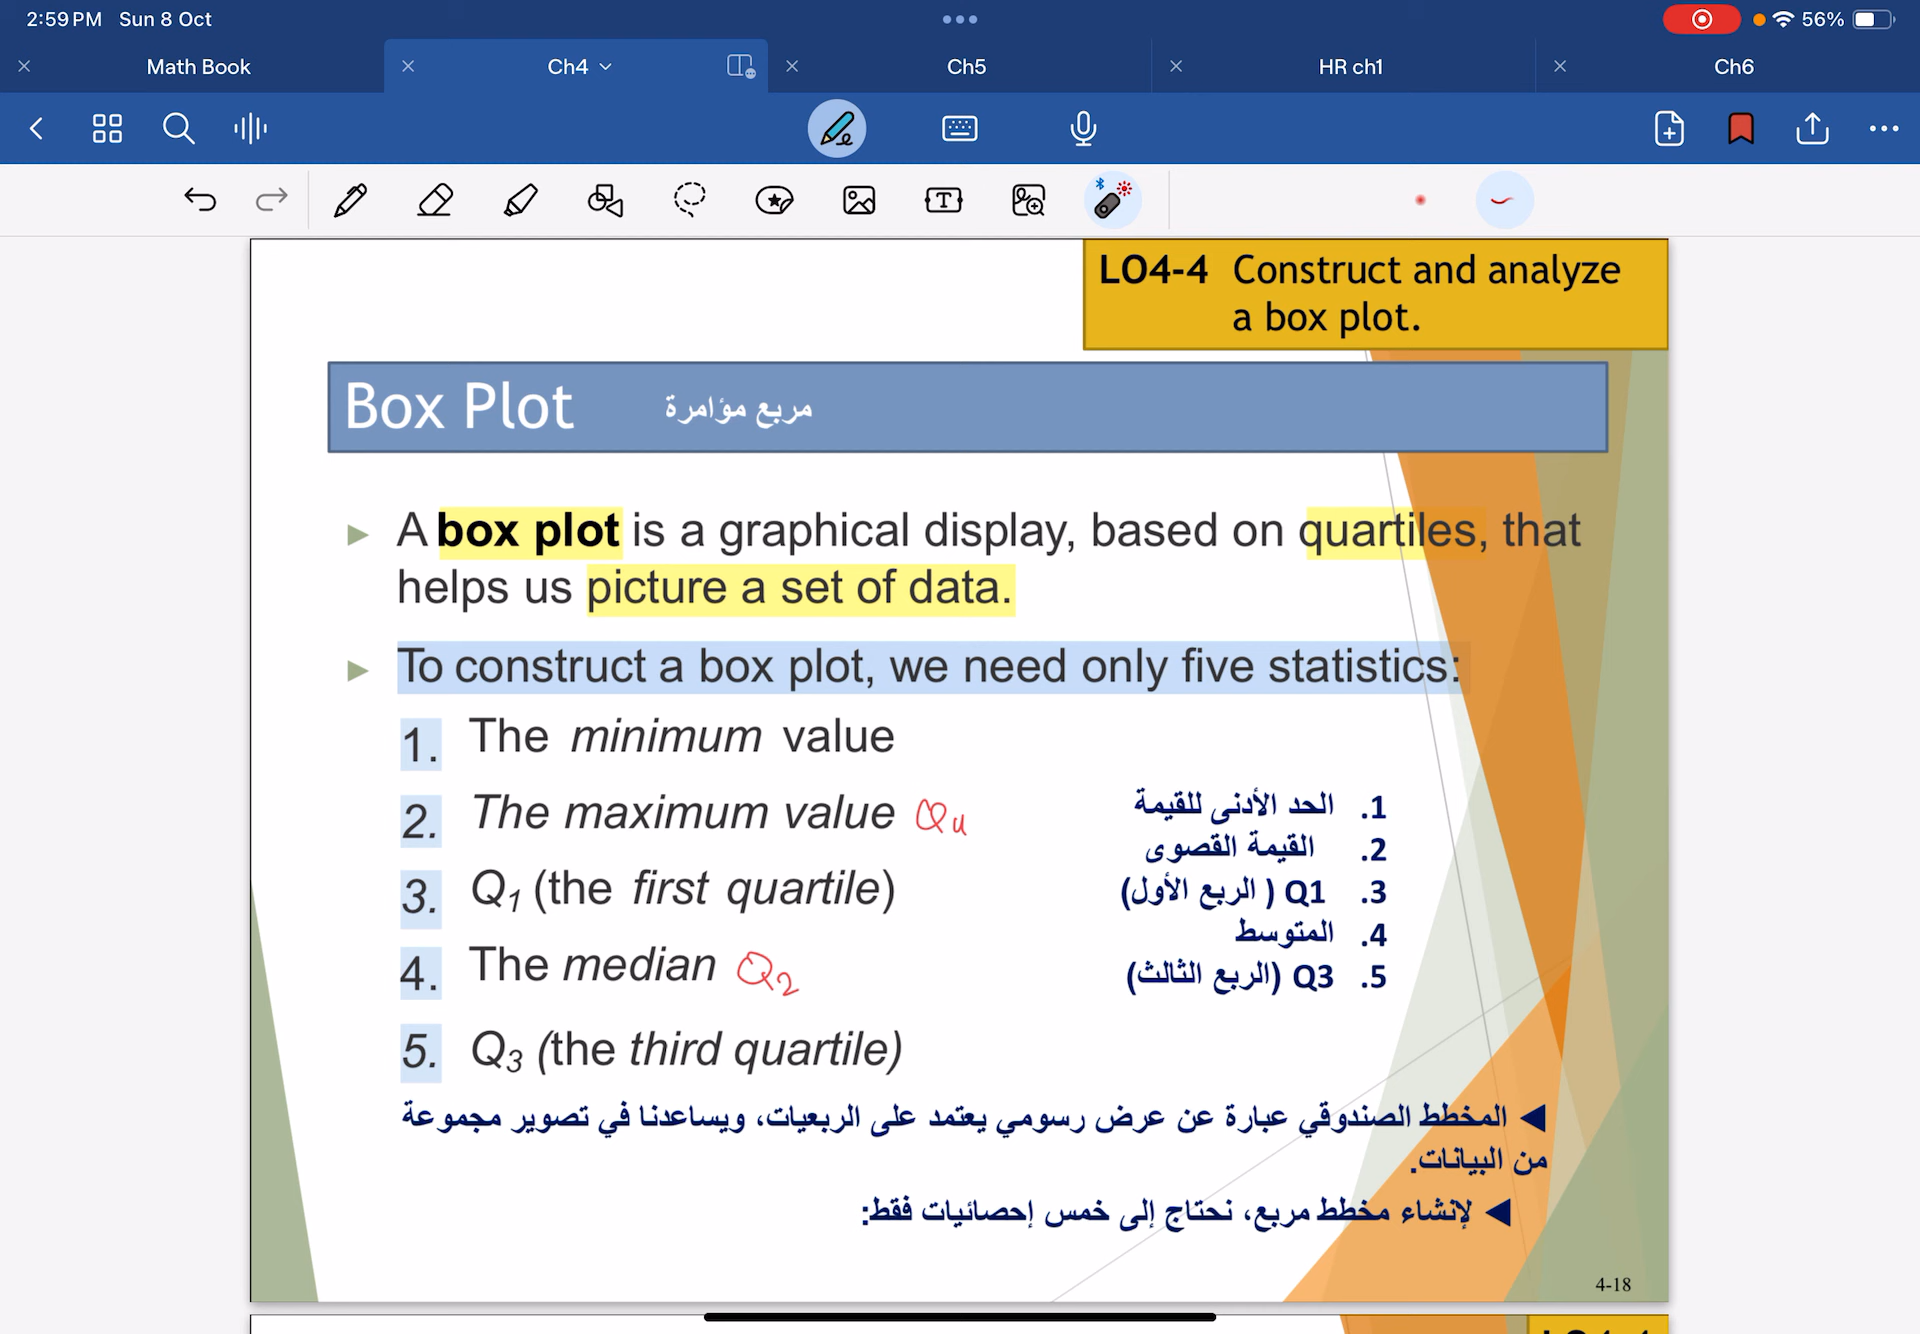 2:59 PM Sun 8 Oct
56%
Math Book
Ch4
Ch5
HR ch1
Ch6
LO4-4 Construct and analyze
a box plot.
Box Plot مربع مؤامرة
A box plot is a graphical display, based on quartiles, that
helps us picture a set of data.
To construct a box plot, we need only five statistics:
1. The minimum value
2. The maximum value Q4
3. Q1 (the first quartile)
4. The median Q2
5. Q3 (the third quartile)
1. الحد الأدنى للقيمة
2. القيمة القصوى
3. Q1 ( الربع الأول)
4. المتوسط
5. Q3 (الربع الثالث)
المخطط الصندوقي عبارة عن عرض رسومي يعتمد على الربعيات، ويساعدنا في تصوير مجموعة
من البيانات.
لإنشاء مخطط مربع، نحتاج إلى خمس إحصائيات فقط:
4-18